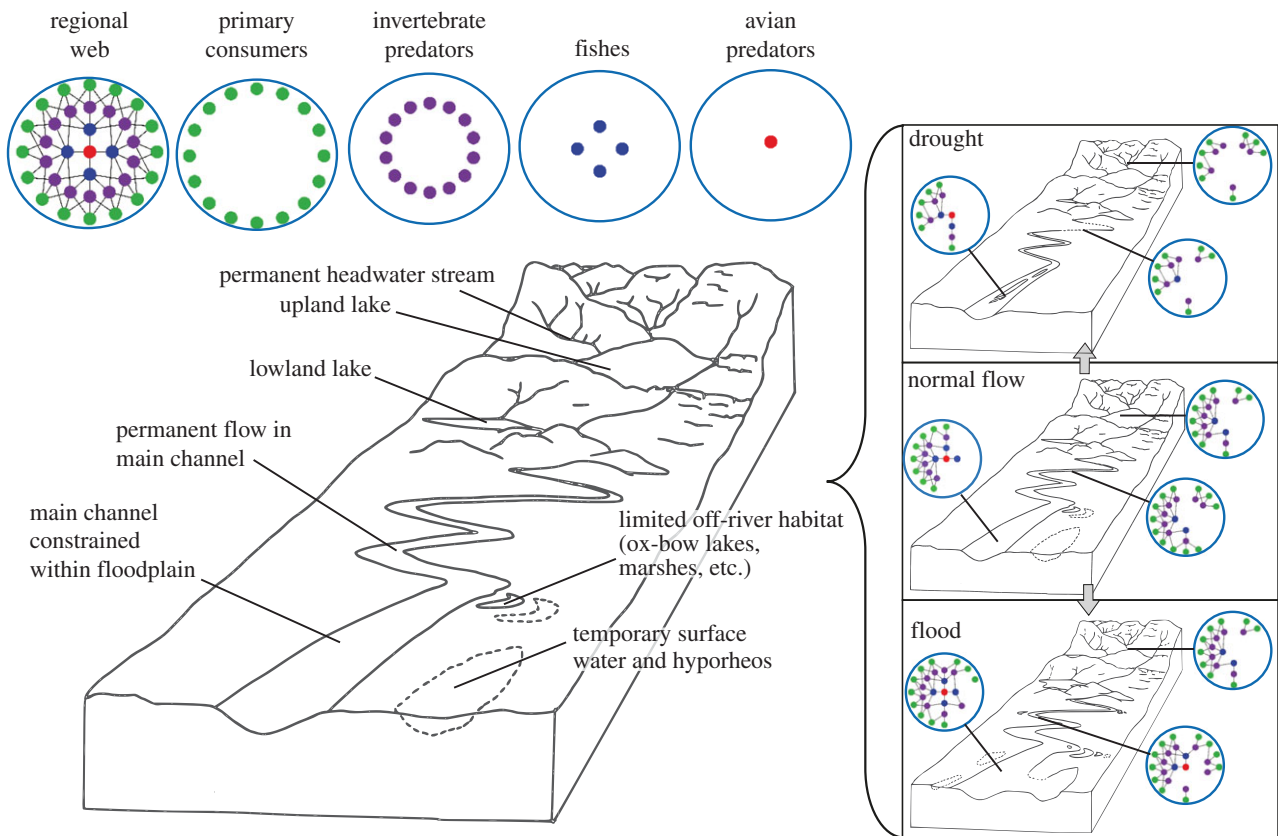 regional
web
primary
consumers
invertebrate
predators
fishes
avian
predators
permanent headwater stream
upland lake
lowland lake
permanent flow in
main channel
main channel
constrained
within floodplain
limited off-river habitat
(ox-bow lakes,
marshes, etc.)
temporary surface
water and hyporheos
drought
normal flow
flood